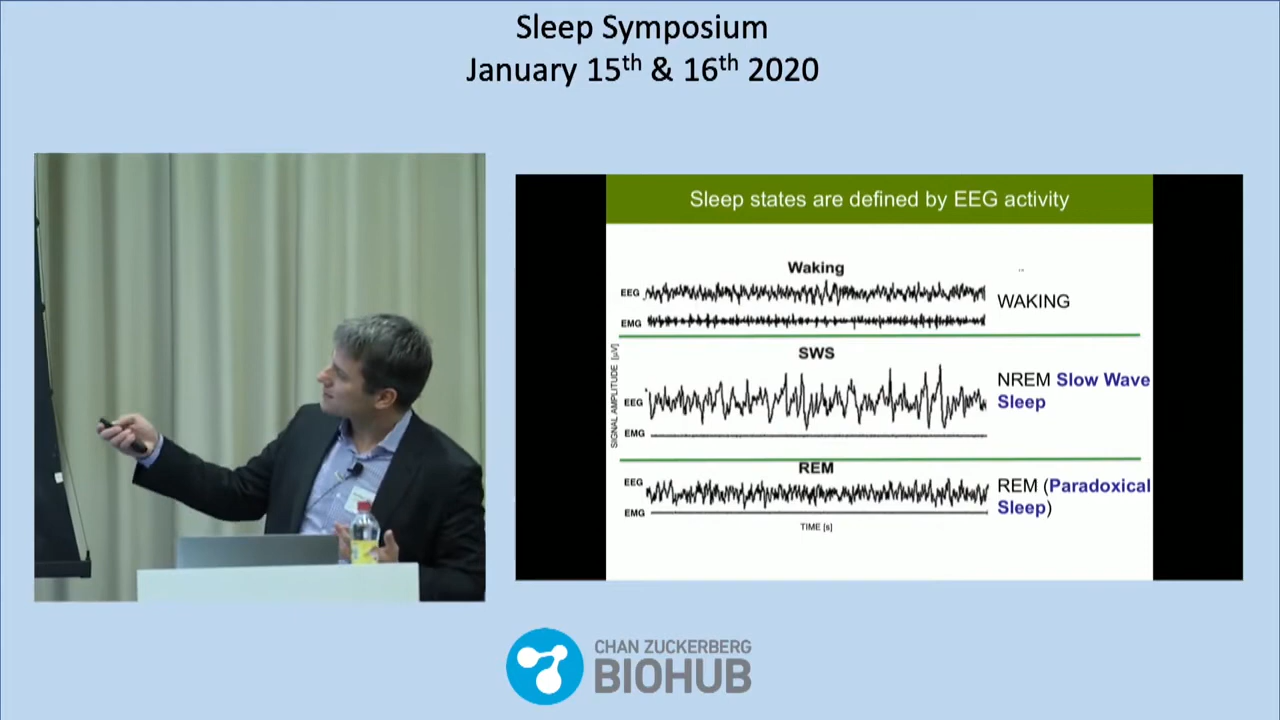 Sleep Symposium
January 15th & 16th 2020
Sleep states are defined by EEG activity
Waking
EEG
EMG
WAKING
SIGNAL AMPLITUDE [µV]
SWS
EEG
EMG
NREM Slow Wave
Sleep
REM
EEG
EMG
REM (Paradoxical
Sleep)
TIME [s]
CHAN ZUCKERBERG
BIOHUB